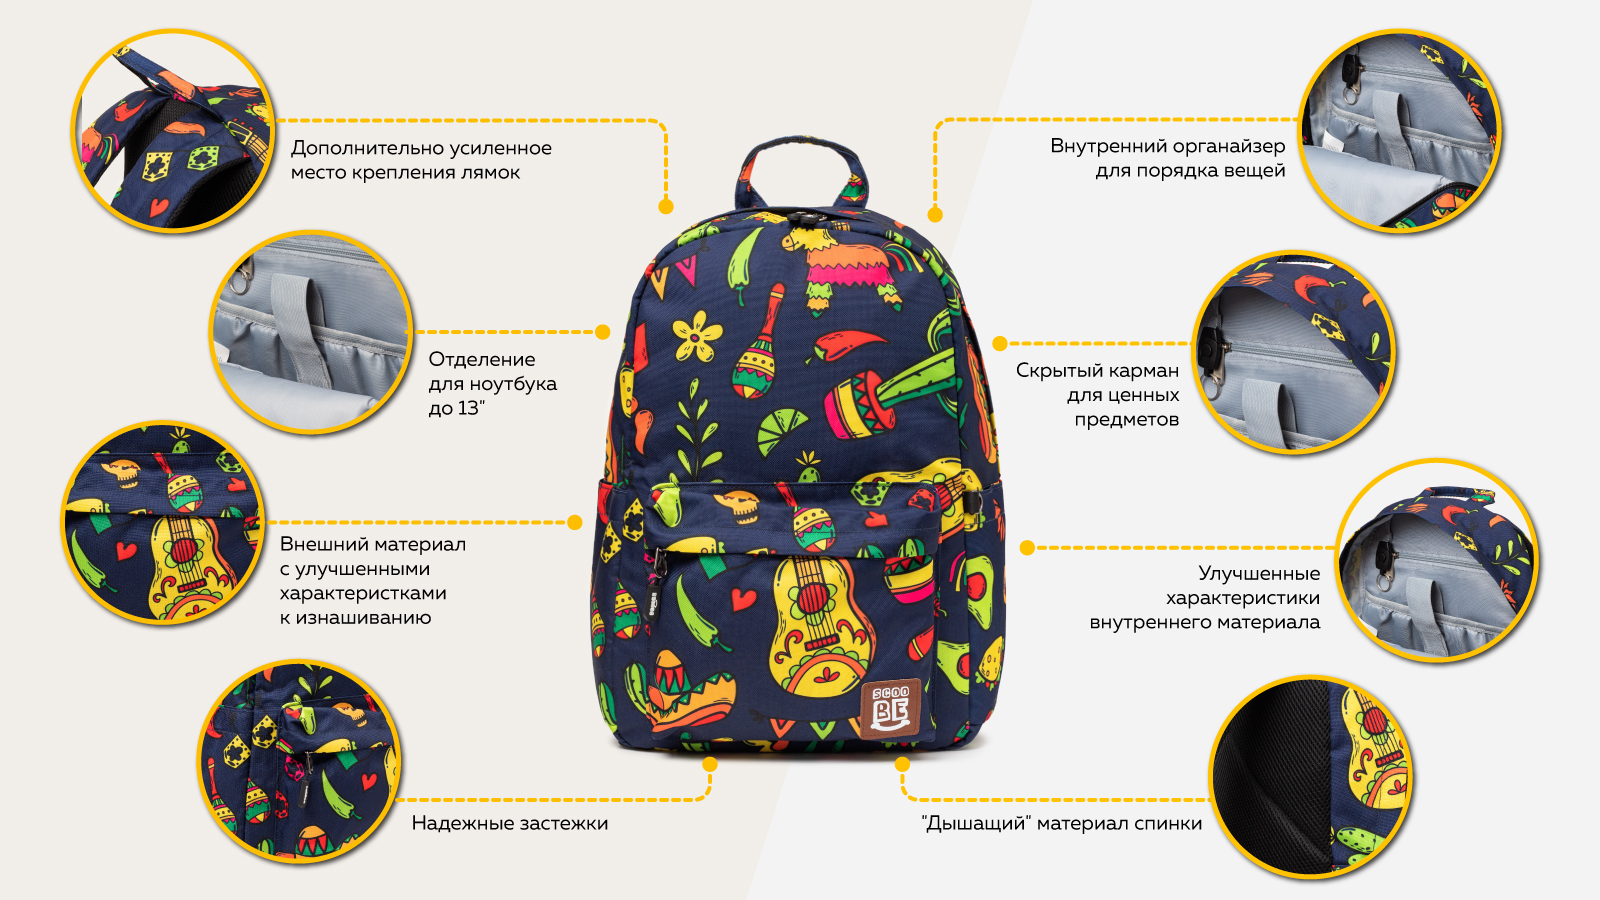 Дополнительно усиленное
место крепления лямок
Внутренний органайзер
для порядка вещей
Отделение
для ноутбука
до 13"
Скрытый карман
для ценных
предметов
Внешний материал
с улучшенными
характеристками
к изнашиванию
Улучшенные
характеристики
внутреннего материала
SCOO
BE
Надежные застежки
"Дышащий" материал спинки